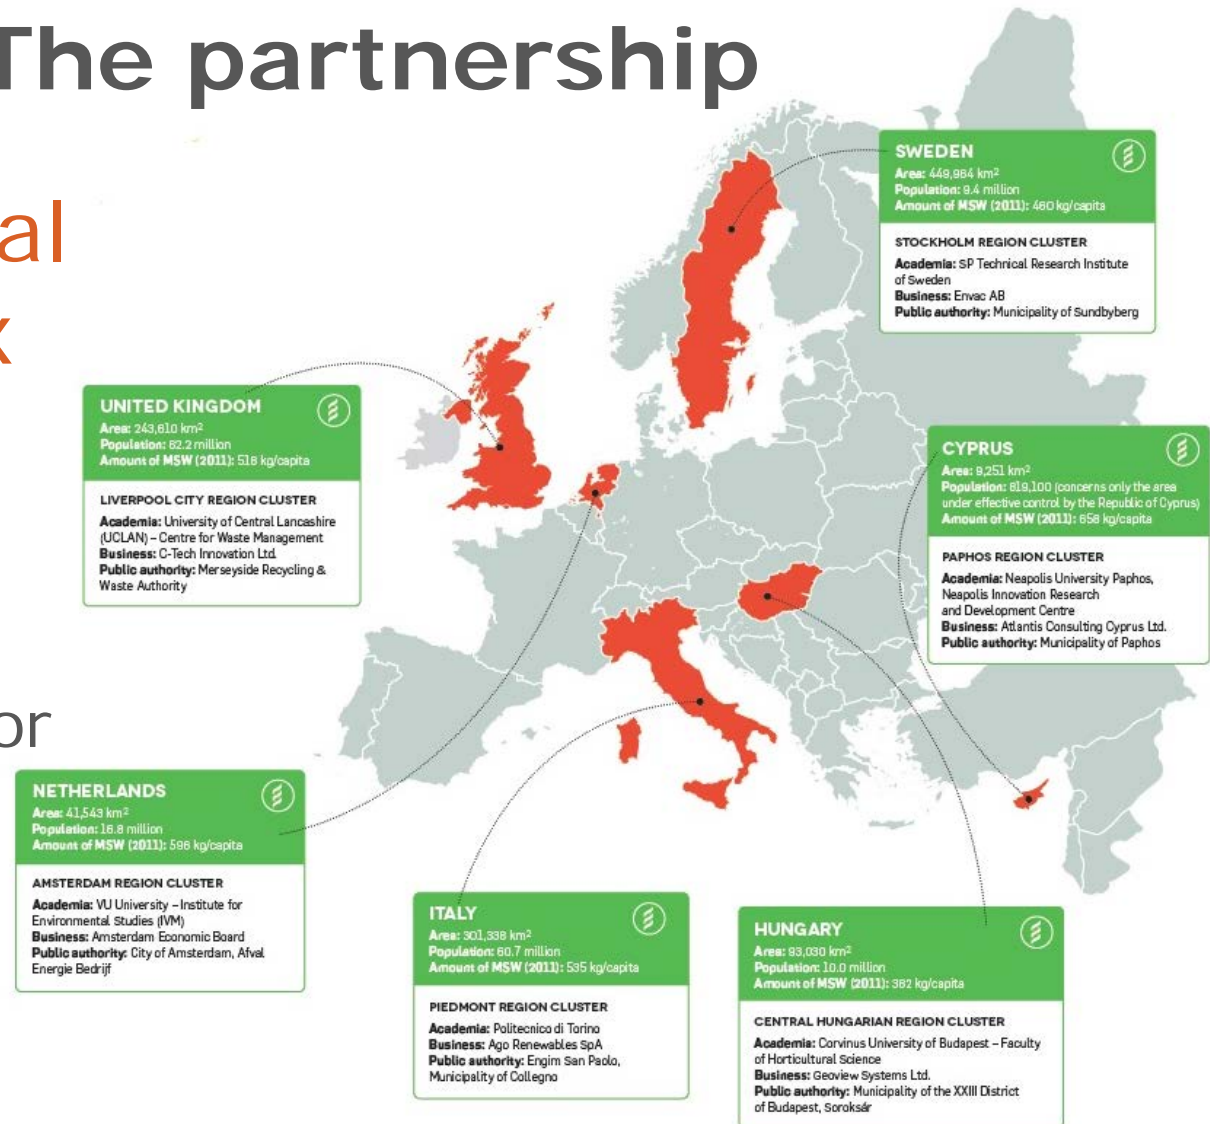 The partnership
al
x
or
SWEDEN
Area: 449,964 km²
Population: 9.4 million
Amount of MSW (2011): 460 kg/capita
STOCKHOLM REGION CLUSTER
Academia: SP Technical Research Institute
of Sweden
Business: Envac AB
Public authority: Municipality of Sundbyberg
UNITED KINGDOM
Area: 243,610 km²
Population: 62.2 million
Amount of MSW (2011): 518 kg/capita
LIVERPOOL CITY REGION CLUSTER
Academia: University of Central Lancashire
(UCLAN) – Centre for Waste Management
Business: C-Tech Innovation Ltd.
Public authority: Merseyside Recycling &
Waste Authority
CYPRUS
Area: 9,251 km²
Population: 819,100 (concerns only the area
under effective control by the Republic of Cyprus)
Amount of MSW (2011): 658 kg/capita
PAPHOS REGION CLUSTER
Academia: Neapolis University Paphos,
Neapolis Innovation Research
and Development Centre
Business: Atlantis Consulting Cyprus Ltd.
Public authority: Municipality of Paphos
NETHERLANDS
Area: 41,543 km²
Population: 16.8 million
Amount of MSW (2011): 596 kg/capita
AMSTERDAM REGION CLUSTER
Academia: VU University – Institute for
Environmental Studies (IVM)
Business: Amsterdam Economic Board
Public authority: City of Amsterdam, Afval
Energie Bedrijf
ITALY
Area: 301,338 km²
Population: 60.7 million
Amount of MSW (2011): 535 kg/capita
PIEDMONT REGION CLUSTER
Academia: Politecnico di Torino
Business: Ago Renewables SpA
Public authority: Engim San Paolo,
Municipality of Collegno
HUNGARY
Area: 93,030 km²
Population: 10.0 million
Amount of MSW (2011): 382 kg/capita
CENTRAL HUNGARIAN REGION CLUSTER
Academia: Corvinus University of Budapest – Faculty
of Horticultural Science
Business: Geoview Systems Ltd.
Public authority: Municipality of the XXIII District
of Budapest, Soroksár